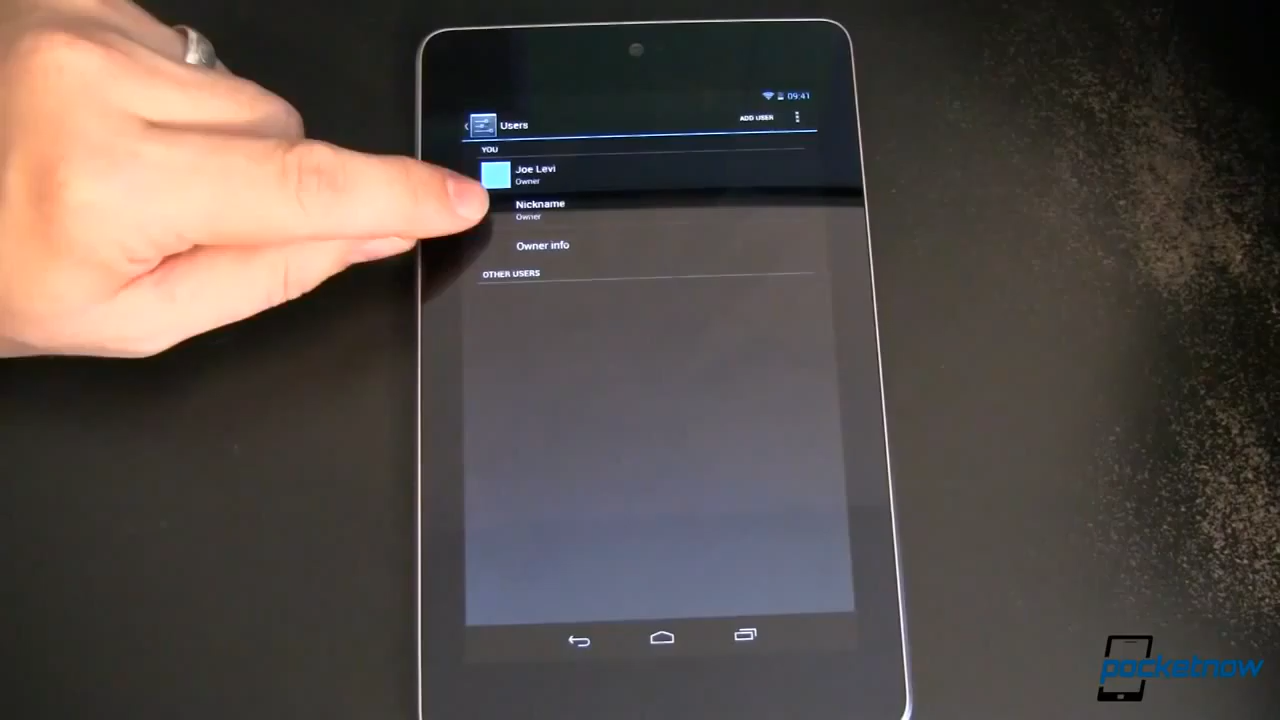 09:41
Users
ADD USER
YOU
Joe Levi
Owner
Nickname
Owner
Owner info
OTHER USERS
pocketnow